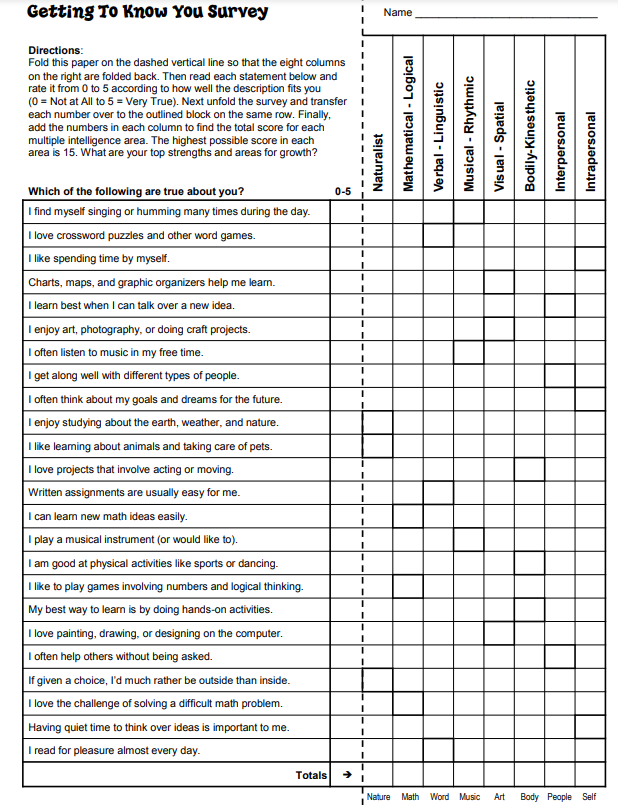 Getting To Know You Survey
Name
Directions:
Fold this paper on the dashed vertical line so that the eight columns
on the right are folded back. Then read each statement below and
rate it from 0 to 5 according to how well the description fits you
(0 = Not at All to 5 = Very True). Next unfold the survey and transfer
each number over to the outlined block on the same row. Finally,
add the numbers in each column to find the total score for each
multiple intelligence area. The highest possible score in each
area is 15. What are your top strengths and areas for growth?
Which of the following are true about you? 0-5
Naturalist
Mathematical - Logical
Verbal - Linguistic
Musical - Rhythmic
Visual - Spatial
Bodily-Kinesthetic
Interpersonal
Intrapersonal
I find myself singing or humming many times during the day.
I love crossword puzzles and other word games.
I like spending time by myself.
Charts, maps, and graphic organizers help me learn.
I learn best when I can talk over a new idea.
I enjoy art, photography, or doing craft projects.
I often listen to music in my free time.
I get along well with different types of people.
I often think about my goals and dreams for the future.
I enjoy studying about the earth, weather, and nature.
I like learning about animals and taking care of pets.
I love projects that involve acting or moving.
Written assignments are usually easy for me.
I can learn new math ideas easily.
I play a musical instrument (or would like to).
I am good at physical activities like sports or dancing.
I like to play games involving numbers and logical thinking.
My best way to learn is by doing hands-on activities.
I love painting, drawing, or designing on the computer.
I often help others without being asked.
If given a choice, I'd much rather be outside than inside.
I love the challenge of solving a difficult math problem.
Having quiet time to think over ideas is important to me.
I read for pleasure almost every day.
Totals →
Nature Math Word Music Art Body People Self